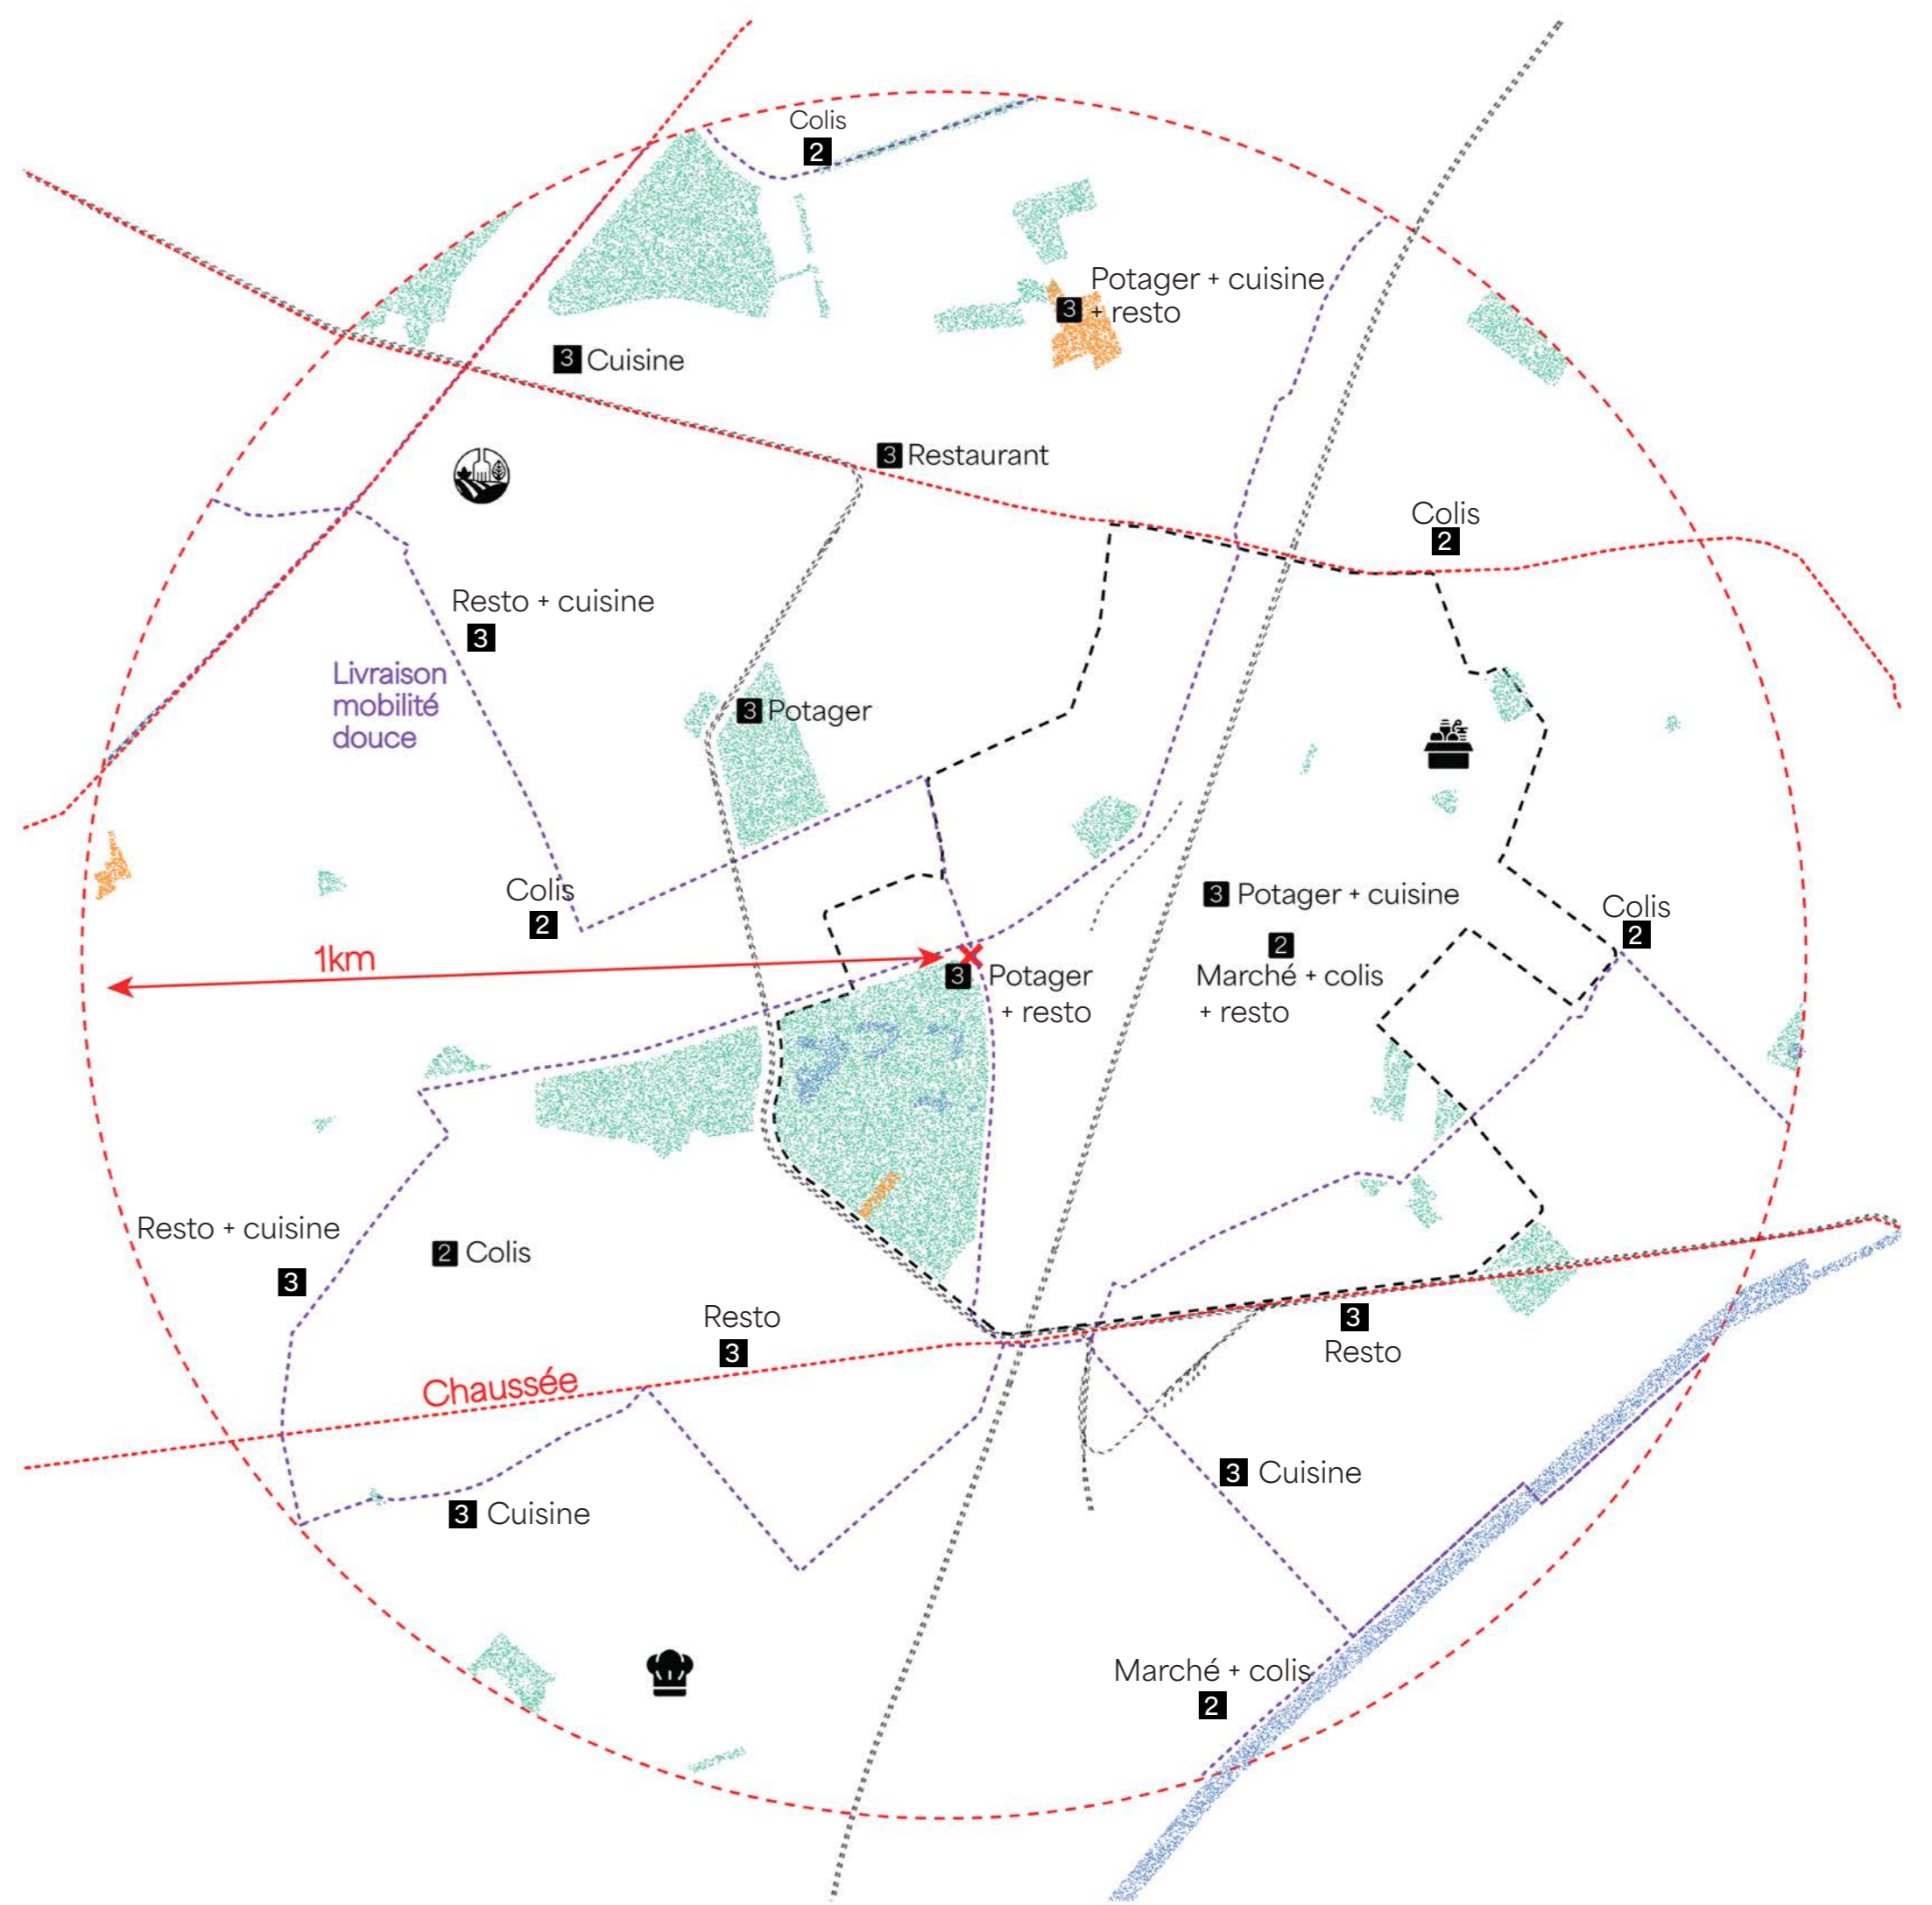 Colis
2
Potager + cuisine
3 + resto
3 Cuisine
3 Restaurant
Colis
2
Resto + cuisine
3
Livraison
mobilité
douce
3 Potager
Colis
2
3 Potager + cuisine
Colis
2
1km
2
Marché + colis
+ resto
3 Potager
+ resto
Resto + cuisine
3
2 Colis
Resto
3
3
Resto
Chaussée
3 Cuisine
3 Cuisine
Marché + colis
2